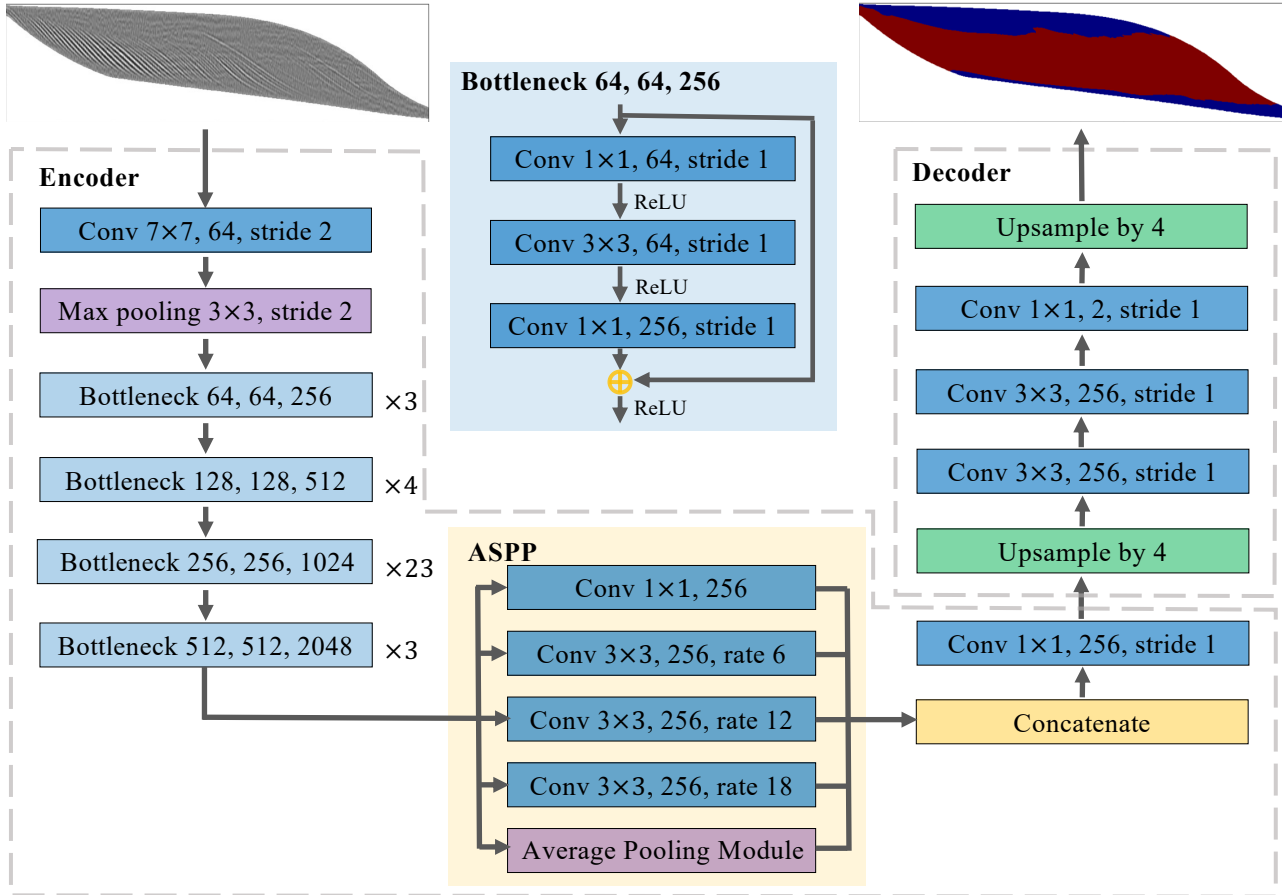 Encoder
Conv 7×7, 64, stride 2
Max pooling 3×3, stride 2
Bottleneck 64, 64, 256
×3
Bottleneck 128, 128, 512
×4
Bottleneck 256, 256, 1024
×23
Bottleneck 512, 512, 2048
×3
Bottleneck 64, 64, 256
Conv 1×1, 64, stride 1
ReLU
Conv 3×3, 64, stride 1
ReLU
Conv 1×1, 256, stride 1
ReLU
ASPP
Conv 1×1, 256
Conv 3×3, 256, rate 6
Conv 3×3, 256, rate 12
Conv 3×3, 256, rate 18
Average Pooling Module
Decoder
Upsample by 4
Conv 1×1, 2, stride 1
Conv 3×3, 256, stride 1
Conv 3×3, 256, stride 1
Upsample by 4
Conv 1×1, 256, stride 1
Concatenate